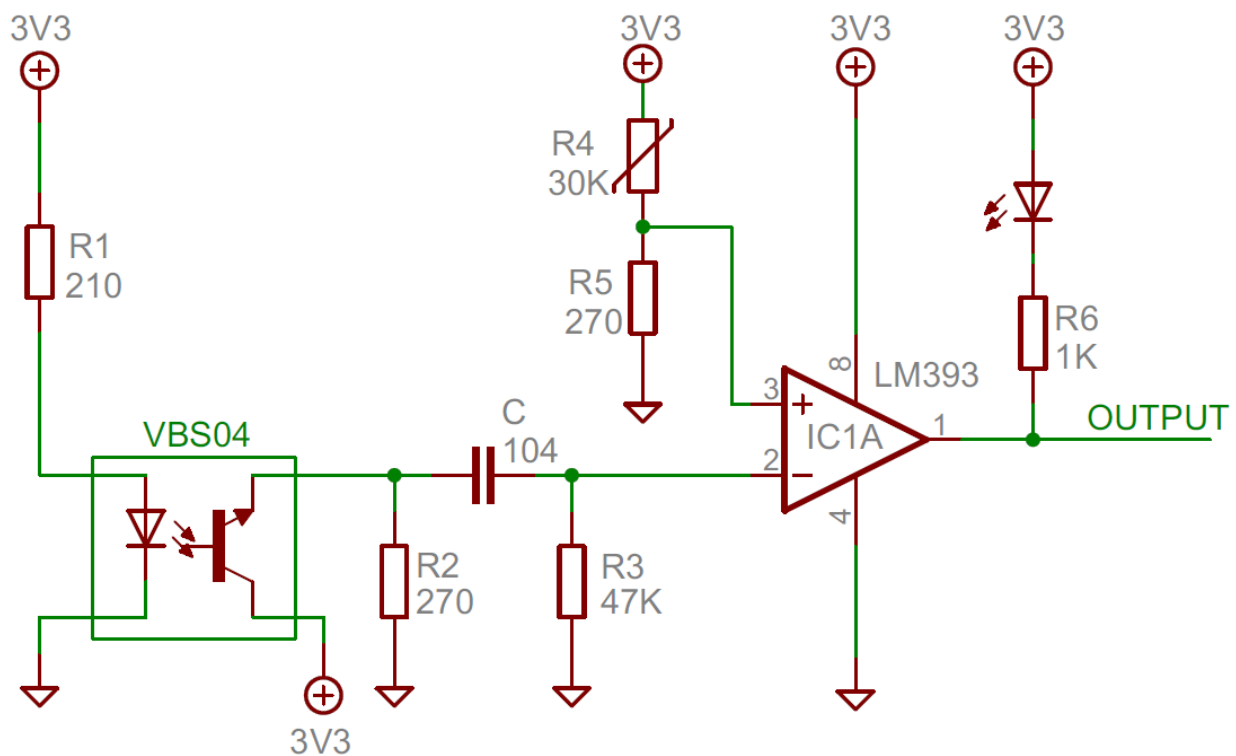 3V3
3V3
3V3
3V3
R4
30K
R1
210
R5
270
R6
1K
8
LM393
3
+
IC1A
1
OUTPUT
2
-
4
VBS04
C
104
R2
270
R3
47K
3V3